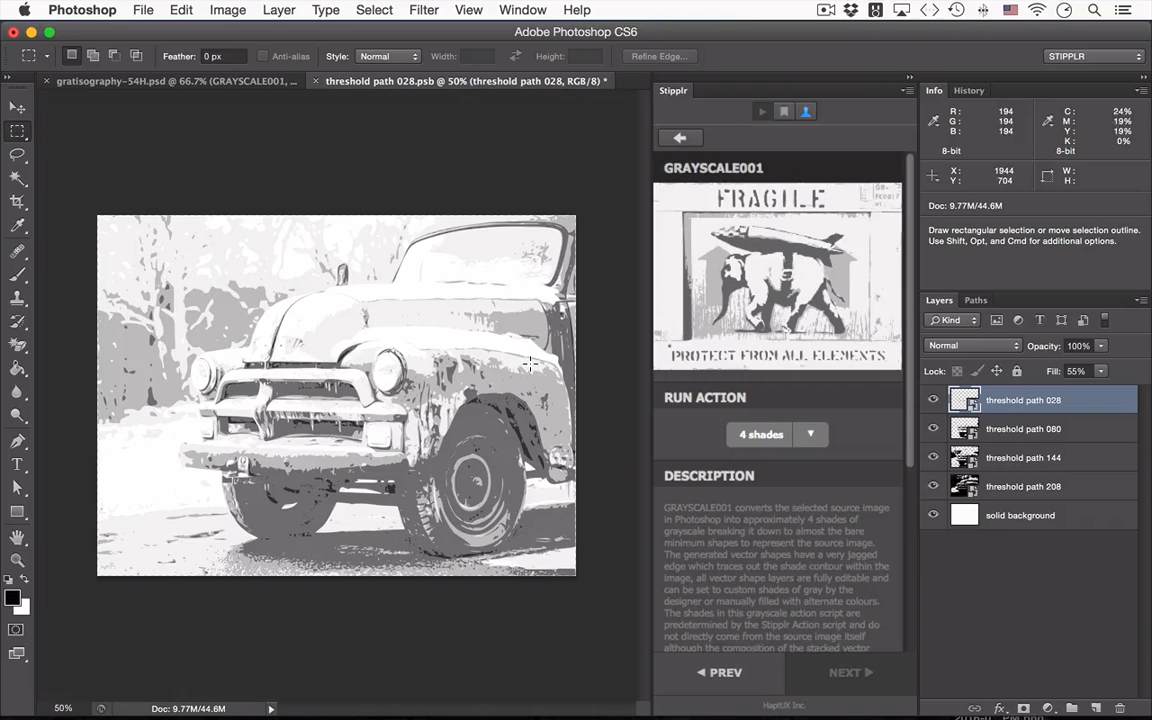 Photoshop File Edit Image Layer Type Select Filter View Window Help
Adobe Photoshop CS6
Feather: 0 px Anti-alias Style: Normal Width: Height: Refine Edge... STIPPLR
gratisography-54H.psd @ 66.7% (GRAYSCALE001, ...
threshold path 028.psb @ 50% (threshold path 028, RGB/8) *
Stipplr
GRAYSCALE001
FRAGILE
PROTECT FROM ALL ELEMENTS
RUN ACTION
4 shades
DESCRIPTION
GRAYSCALE001 converts the selected source image
in Photoshop into approximately 4 shades of
grayscale breaking it down to almost the bare
minimum shapes to represent the source image.
The generated vector shapes have a very jagged
edge which traces out the shade contour within the
image, all vector shape layers are fully editable and
can be set to custom shades of gray by the
designer or manually filled with alternate colours.
The shades in this grayscale action script are
predetermined by the Stipplr Action script and do
not directly come from the source image itself
although the composition of the stacked vector
PREV NEXT
HaptUX Inc.
Info History
R: 194 C: 24%
G: 194 M: 19%
B: 194 Y: 19%
K: 0%
8-bit 8-bit
X: 1944 W:
Y: 704 H:
Doc: 9.77M/44.6M
Draw rectangular selection or move selection outline.
Use Shift, Opt, and Cmd for additional options.
Layers Paths
Kind
Normal Opacity: 100%
Lock: Fill: 55%
threshold path 028
threshold path 080
threshold path 144
threshold path 208
solid background
50% Doc: 9.77M/44.6M